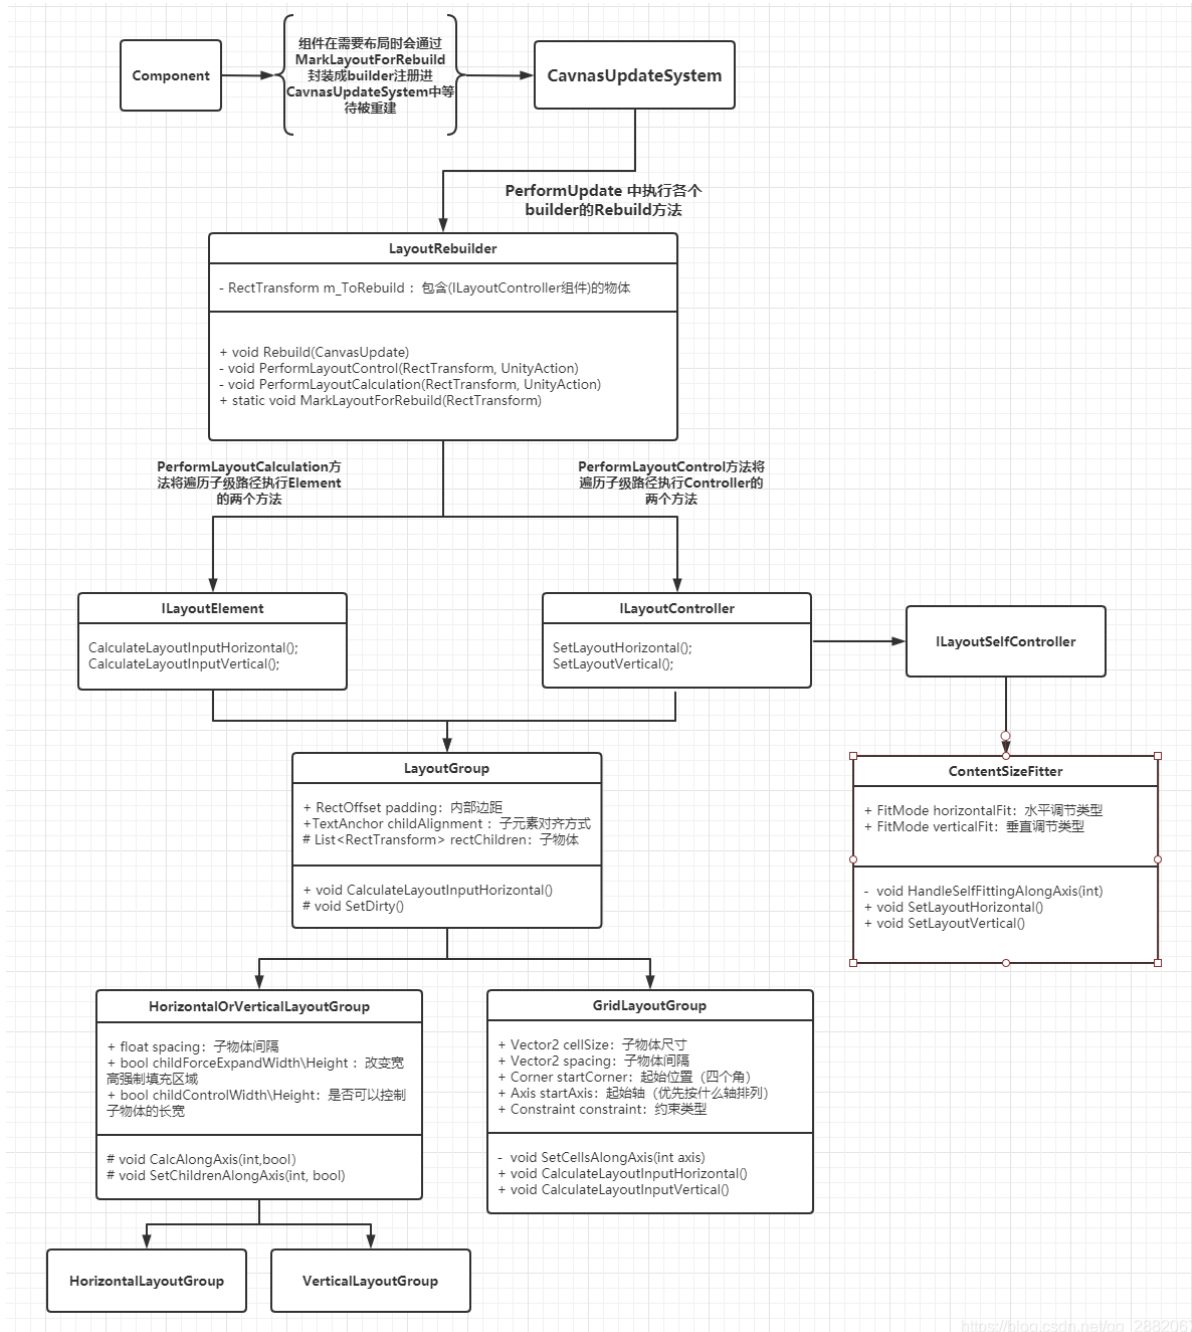 Component
组件在需要布局时会通过
MarkLayoutForRebuild
封装成builder注册进
CavnasUpdateSystem中等
待被重建
CavnasUpdateSystem
PerformUpdate 中执行各个
builder的Rebuild方法
LayoutRebuilder
- RectTransform m_ToRebuild ：包含(ILayoutController组件)的物体
+ void Rebuild(CanvasUpdate)
- void PerformLayoutControl(RectTransform, UnityAction)
- void PerformLayoutCalculation(RectTransform, UnityAction)
+ static void MarkLayoutForRebuild(RectTransform)
PerformLayoutCalculation方
法将遍历子级路径执行Element
的两个方法
PerformLayoutControl方法将
遍历子级路径执行Controller的
两个方法
ILayoutElement
CalculateLayoutInputHorizontal();
CalculateLayoutInputVertical();
ILayoutController
SetLayoutHorizontal();
SetLayoutVertical();
ILayoutSelfController
LayoutGroup
+ RectOffset padding：内部边距
+TextAnchor childAlignment ：子元素对齐方式
# List<RectTransform> rectChildren：子物体
+ void CalculateLayoutInputHorizontal()
# void SetDirty()
ContentSizeFitter
+ FitMode horizontalFit：水平调节类型
+ FitMode verticalFit：垂直调节类型
- void HandleSelfFittingAlongAxis(int)
+ void SetLayoutHorizontal()
+ void SetLayoutVertical()
HorizontalOrVerticalLayoutGroup
+ float spacing：子物体间隔
+ bool childForceExpandWidth\Height ：改变宽
高强制填充区域
+ bool childControlWidth\Height：是否可以控制
子物体的长宽
# void CalcAlongAxis(int,bool)
# void SetChildrenAlongAxis(int, bool)
GridLayoutGroup
+ Vector2 cellSize：子物体尺寸
+ Vector2 spacing：子物体间隔
+ Corner startCorner：起始位置（四个角）
+ Axis startAxis：起始轴（优先按什么轴排列）
+ Constraint constraint：约束类型
- void SetCellsAlongAxis(int axis)
+ void CalculateLayoutInputHorizontal()
+ void CalculateLayoutInputVertical()
HorizontalLayoutGroup
VerticalLayoutGroup